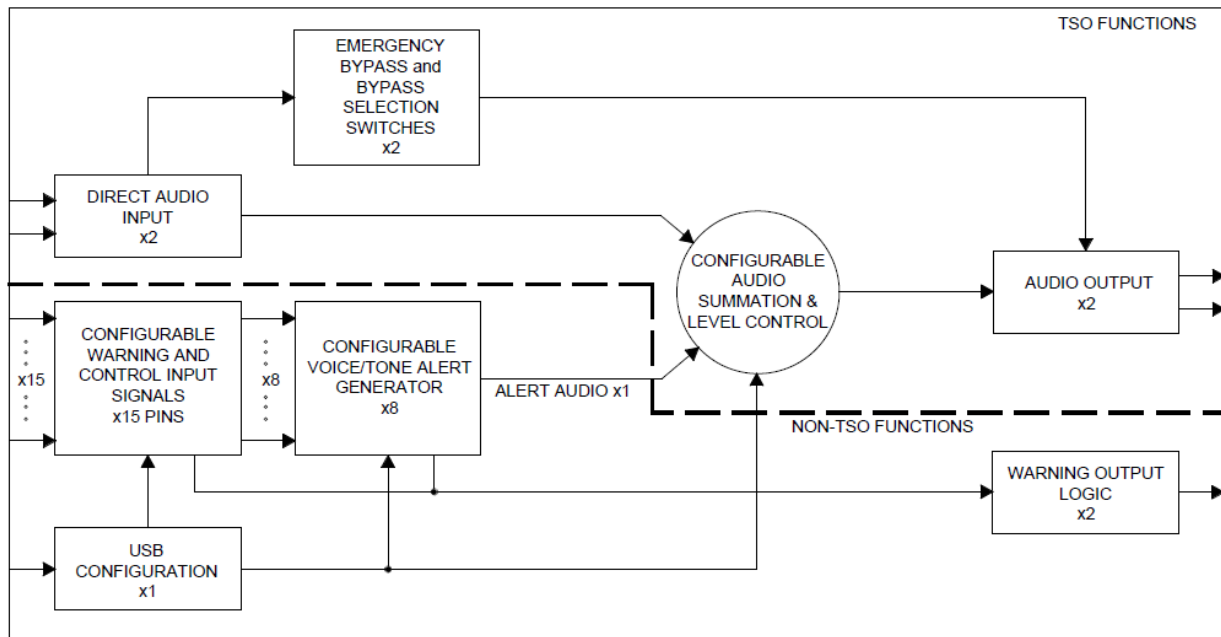 TSO FUNCTIONS
EMERGENCY
BYPASS and
BYPASS
SELECTION
SWITCHES
x2
DIRECT AUDIO
INPUT
x2
CONFIGURABLE
AUDIO
SUMMATION &
LEVEL CONTROL
AUDIO OUTPUT
x2
x15
CONFIGURABLE
WARNING AND
CONTROL INPUT
SIGNALS
x15 PINS
x8
CONFIGURABLE
VOICE/TONE ALERT
GENERATOR
x8
ALERT AUDIO x1
NON-TSO FUNCTIONS
WARNING OUTPUT
LOGIC
x2
USB
CONFIGURATION
x1